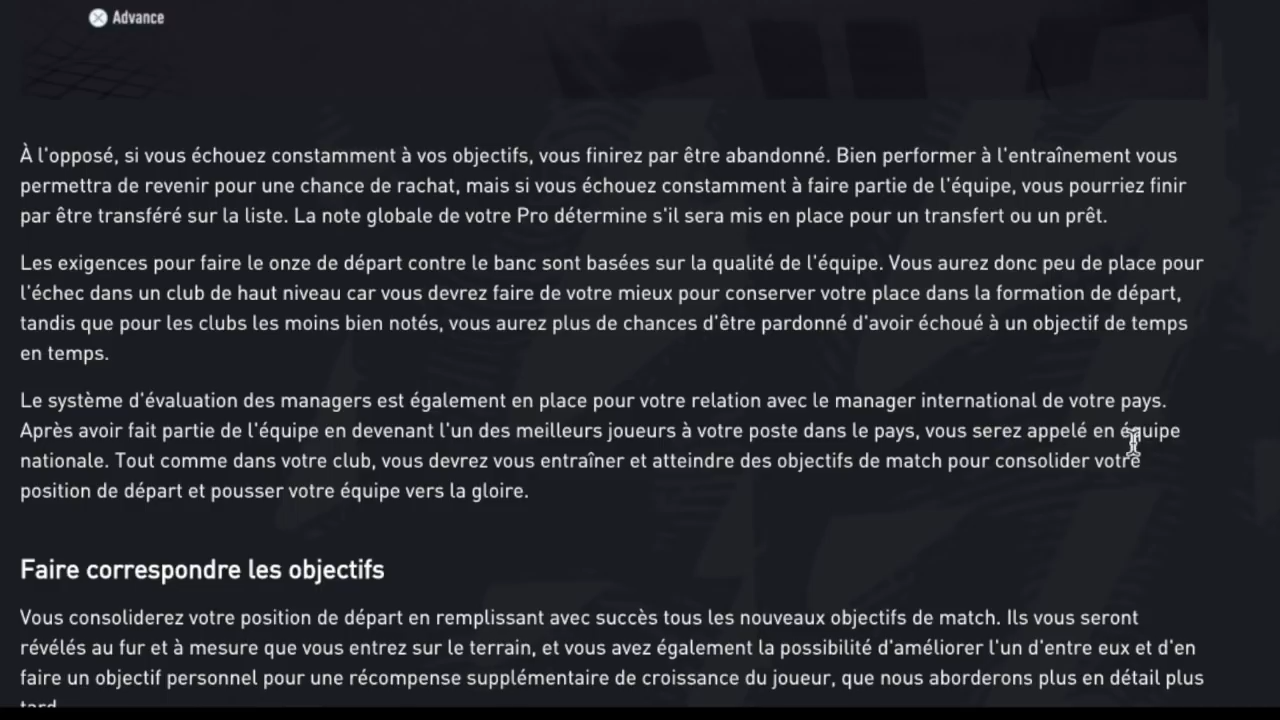 Advance
À l'opposé, si vous échouez constamment à vos objectifs, vous finirez par être abandonné. Bien performer à l'entraînement vous
permettra de revenir pour une chance de rachat, mais si vous échouez constamment à faire partie de l'équipe, vous pourriez finir
par être transféré sur la liste. La note globale de votre Pro détermine s'il sera mis en place pour un transfert ou un prêt.
Les exigences pour faire le onze de départ contre le banc sont basées sur la qualité de l'équipe. Vous aurez donc peu de place pour
l'échec dans un club de haut niveau car vous devrez faire de votre mieux pour conserver votre place dans la formation de départ,
tandis que pour les clubs les moins bien notés, vous aurez plus de chances d'être pardonné d'avoir échoué à un objectif de temps
en temps.
Le système d'évaluation des managers est également en place pour votre relation avec le manager international de votre pays.
Après avoir fait partie de l'équipe en devenant l'un des meilleurs joueurs à votre poste dans le pays, vous serez appelé en équipe
nationale. Tout comme dans votre club, vous devrez vous entraîner et atteindre des objectifs de match pour consolider votre
position de départ et pousser votre équipe vers la gloire.
Faire correspondre les objectifs
Vous consoliderez votre position de départ en remplissant avec succès tous les nouveaux objectifs de match. Ils vous seront
révélés au fur et à mesure que vous entrez sur le terrain, et vous avez également la possibilité d'améliorer l'un d'entre eux et d'en
faire un objectif personnel pour une récompense supplémentaire de croissance du joueur, que nous aborderons plus en détail plus
tard